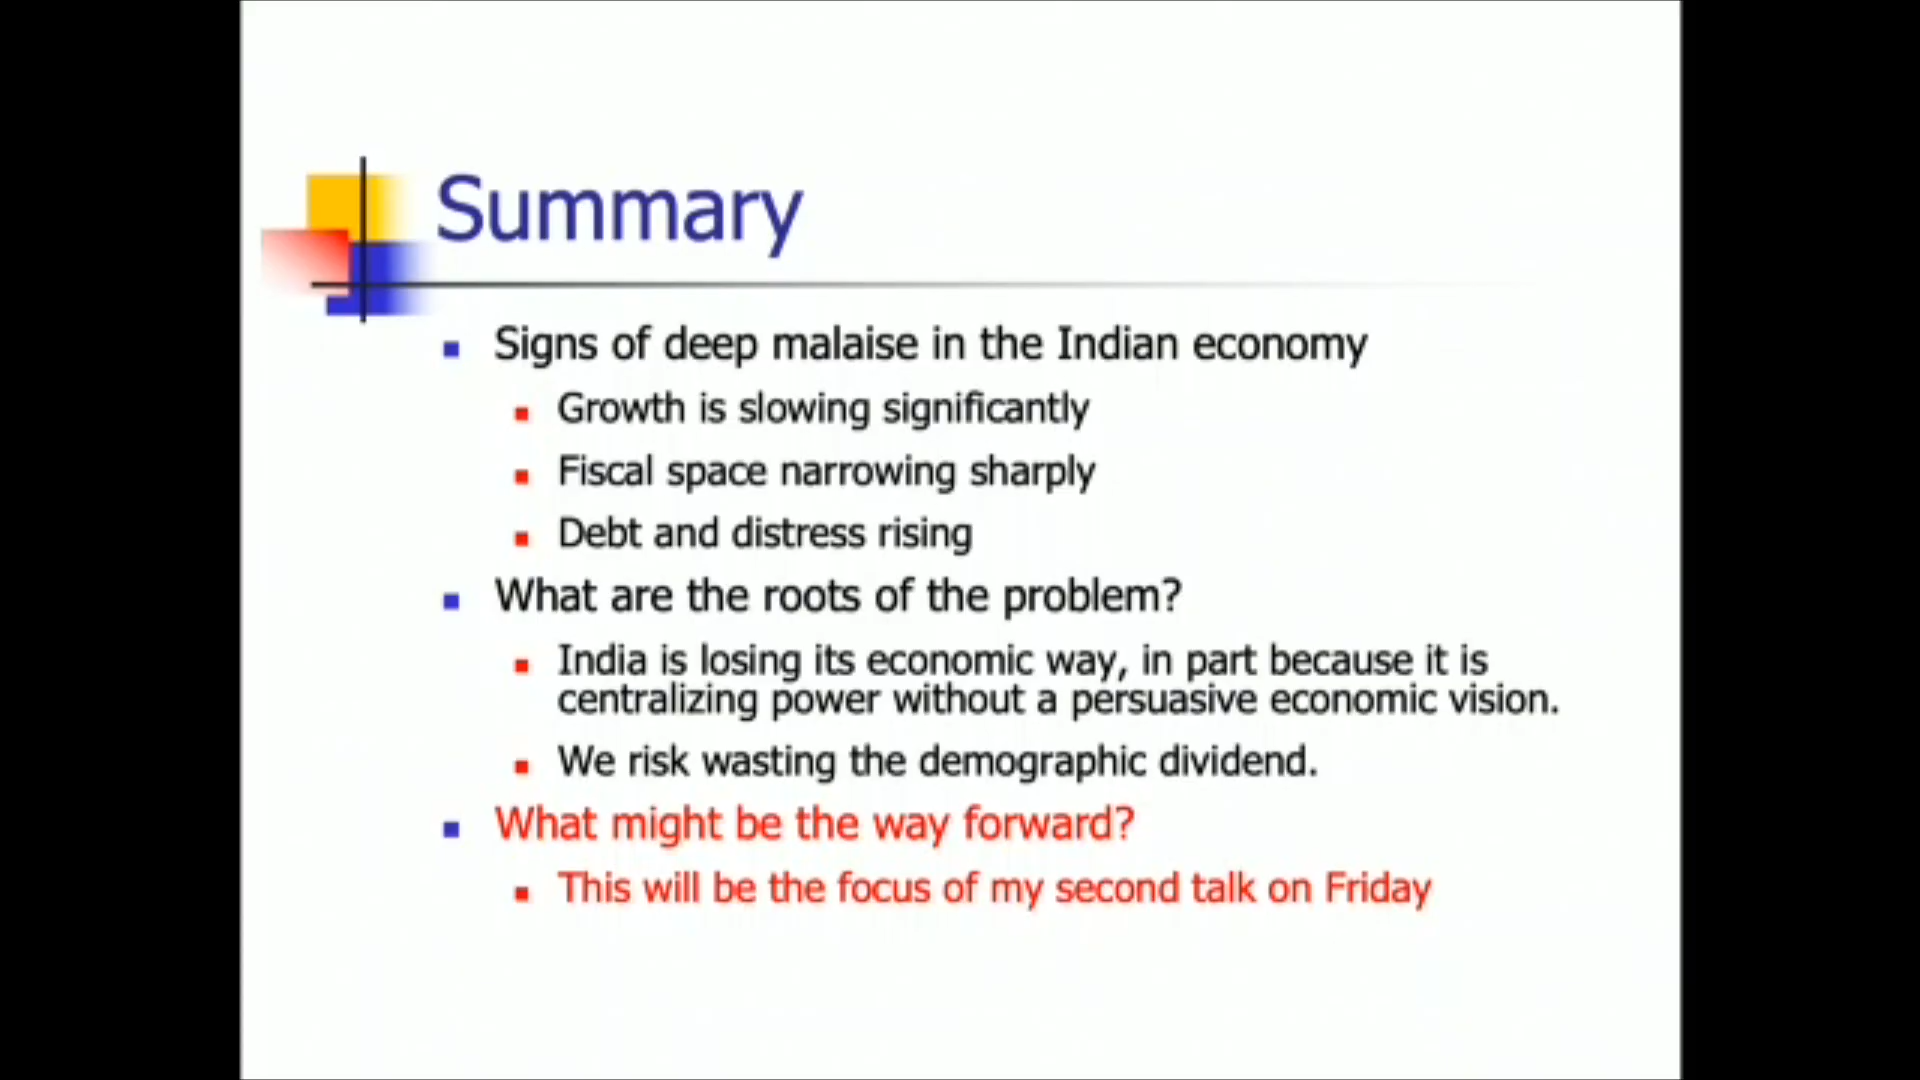 Summary
Signs of deep malaise in the Indian economy
Growth is slowing significantly
Fiscal space narrowing sharply
Debt and distress rising
What are the roots of the problem?
India is losing its economic way, in part because it is
centralizing power without a persuasive economic vision.
We risk wasting the demographic dividend.
What might be the way forward?
This will be the focus of my second talk on Friday